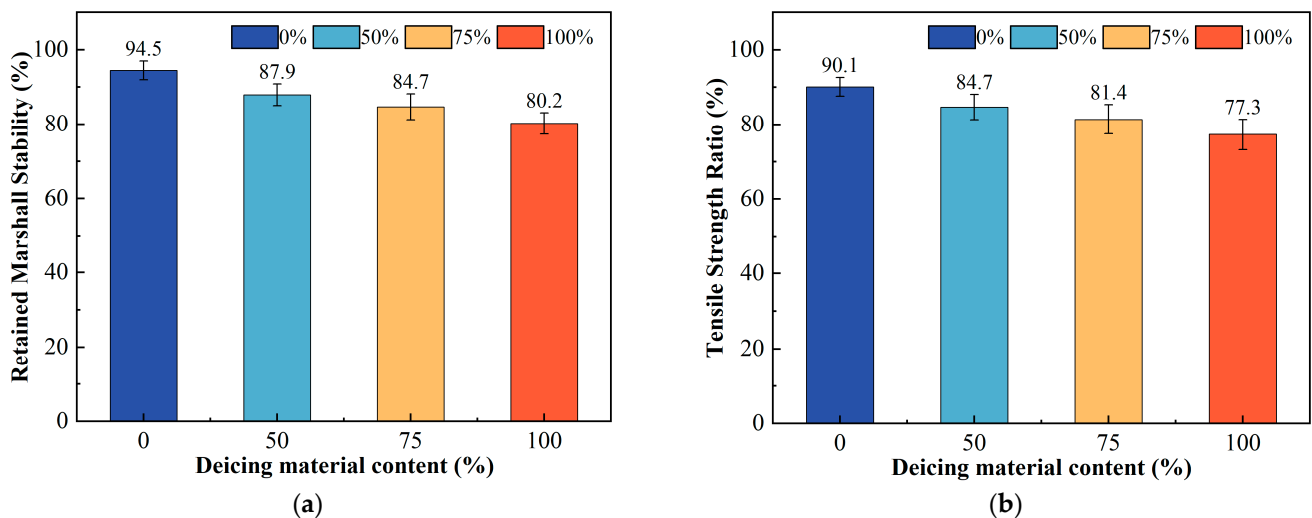 0% 50% 75% 100%
94.5
87.9
84.7
80.2
100
80
60
40
20
0
Retained Marshall Stability (%)
0 50 75 100
Deicing material content (%)
(a)
0% 50% 75% 100%
90.1
84.7
81.4
77.3
100
80
60
40
20
0
Tensile Strength Ratio (%)
0 50 75 100
Deicing material content (%)
(b)